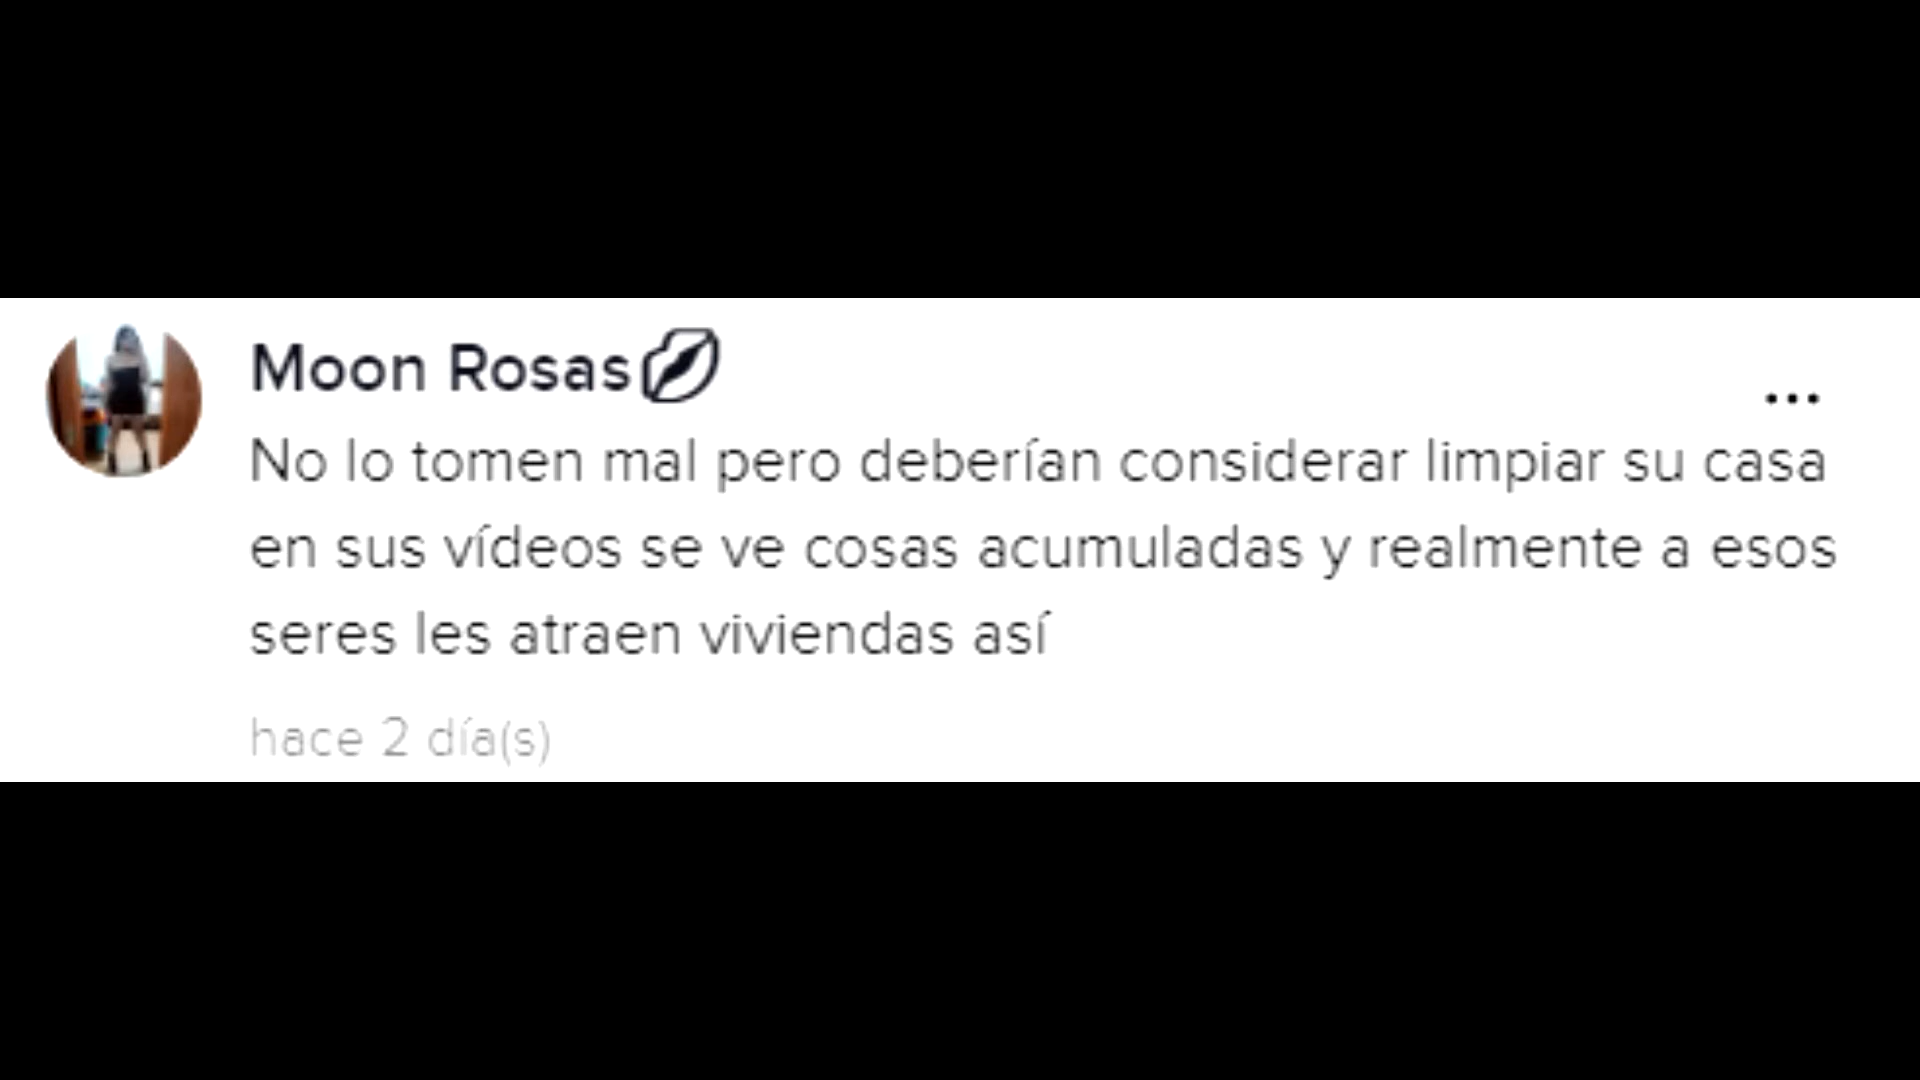 Moon Rosas💋
...
No lo tomen mal pero deberían considerar limpiar su casa
en sus vídeos se ve cosas acumuladas y realmente a esos
seres les atraen viviendas así
hace 2 día(s)